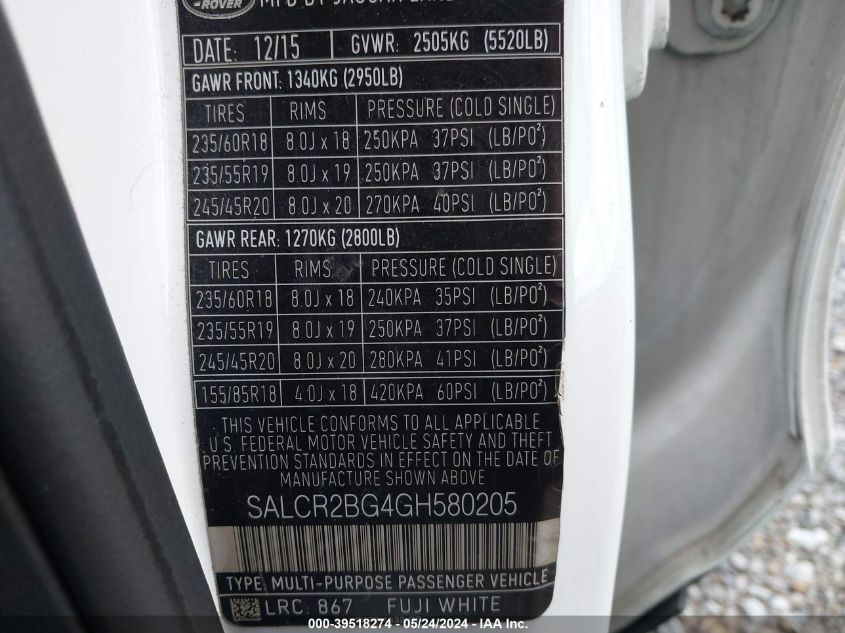 -ROVER
MFD BY JAGUAR
DATE: 12/15 GVWR: 2505KG (5520LB)
GAWR FRONT: 1340KG (2950LB)
TIRES RIMS PRESSURE (COLD SINGLE)
235/60R18 8.0J x 18 250KPA 37PSI (LB/PO²)
235/55R19 8.0J x 19 250KPA 37PSI (LB/PO²)
245/45R20 8.0J x 20 270KPA 40PSI (LB/PO²)
GAWR REAR: 1270KG (2800LB)
TIRES RIMS PRESSURE (COLD SINGLE)
235/60R18 8.0J x 18 240KPA 35PSI (LB/PO²)
235/55R19 8.0J x 19 250KPA 37PSI (LB/PO²)
245/45R20 8.0J x 20 280KPA 41PSI (LB/PO²)
155/85R18 4.0J x 18 420KPA 60PSI (LB/PO²)
THIS VEHICLE CONFORMS TO ALL APPLICABLE
U.S. FEDERAL MOTOR VEHICLE SAFETY AND THEFT
PREVENTION STANDARDS IN EFFECT ON THE DATE OF
MANUFACTURE SHOWN ABOVE
SALCR2BG4GH580205
TYPE: MULTI-PURPOSE PASSENGER VEHICLE
LRC: 867 FUJI WHITE
000-39518274 - 05/24/2024 - IAAI.com